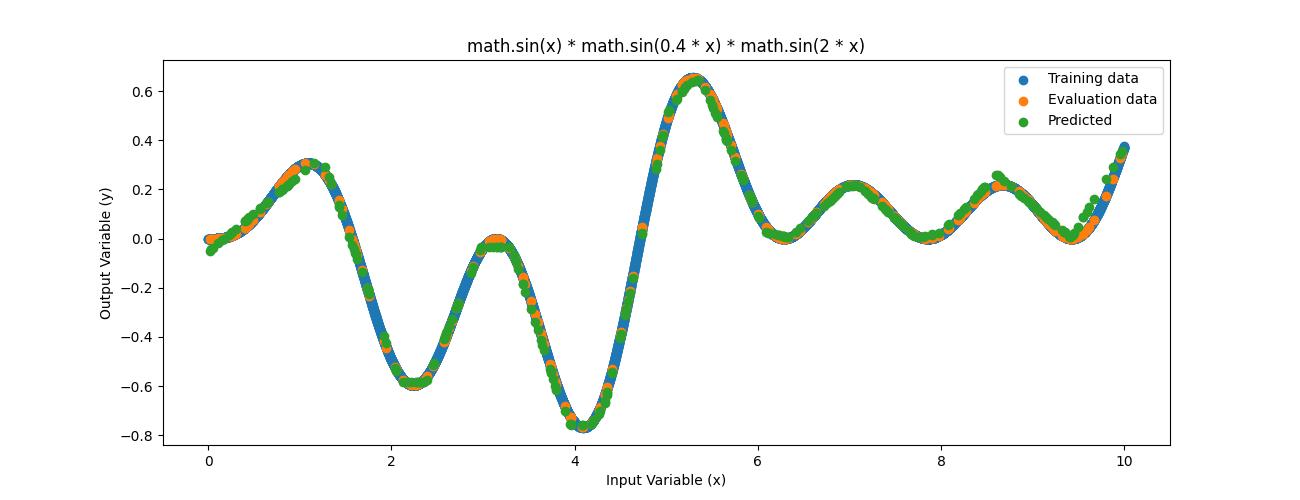 math.sin(x) * math.sin(0.4 * x) * math.sin(2 * x)
Training data
Evaluation data
Predicted
0.6
0.4
0.2
0.0
−0.2
−0.4
−0.6
−0.8
Output Variable (y)
0 2 4 6 8 10
Input Variable (x)